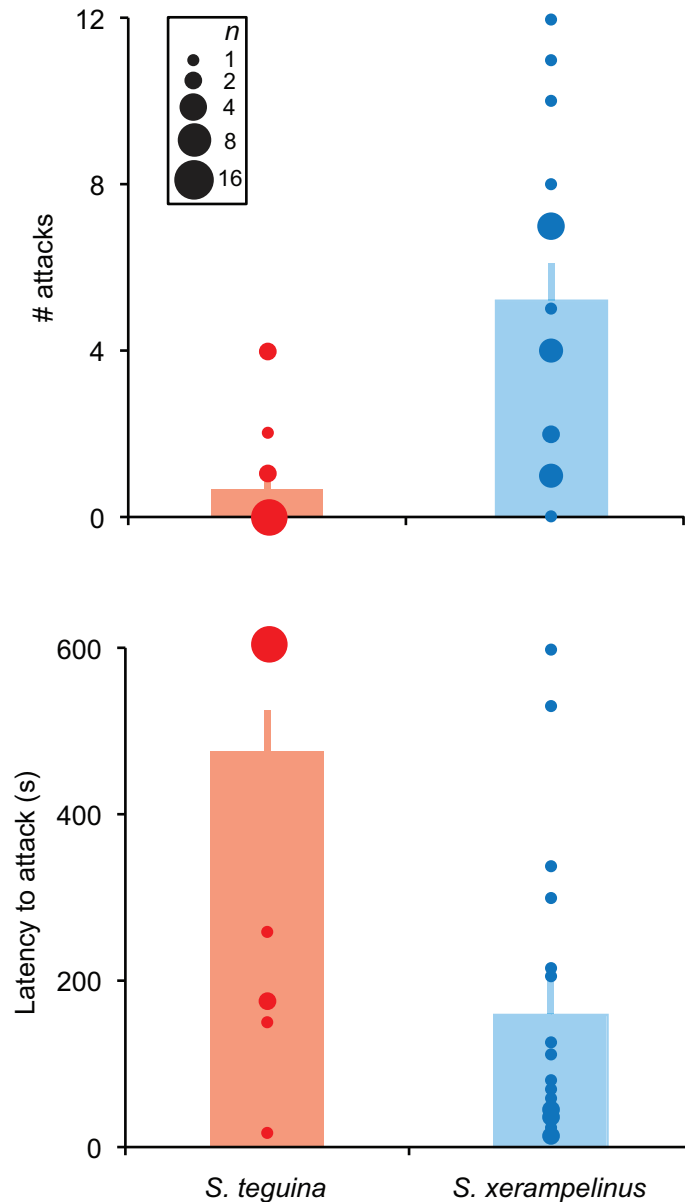 12
n
1
2
4
8
16
8
4
0
# attacks
600
400
200
0
Latency to attack (s)
S. teguina
S. xerampelinus